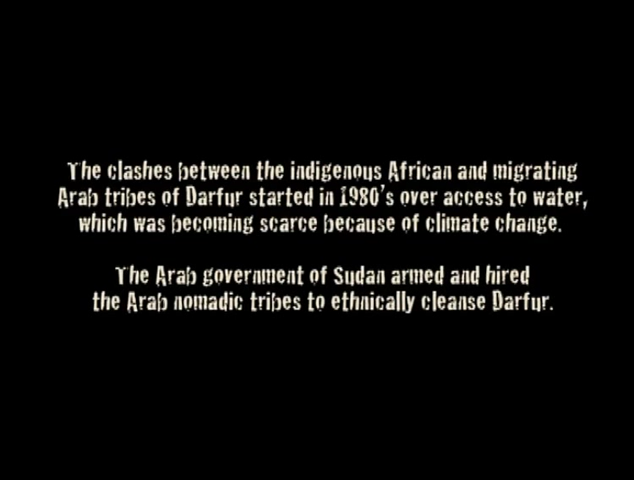 The clashes between the indigenous African and migrating
Arab tribes of Darfur started in 1980's over access to water,
which was becoming scarce because of climate change.
The Arab government of Sudan armed and hired
the Arab nomadic tribes to ethnically cleanse Darfur.